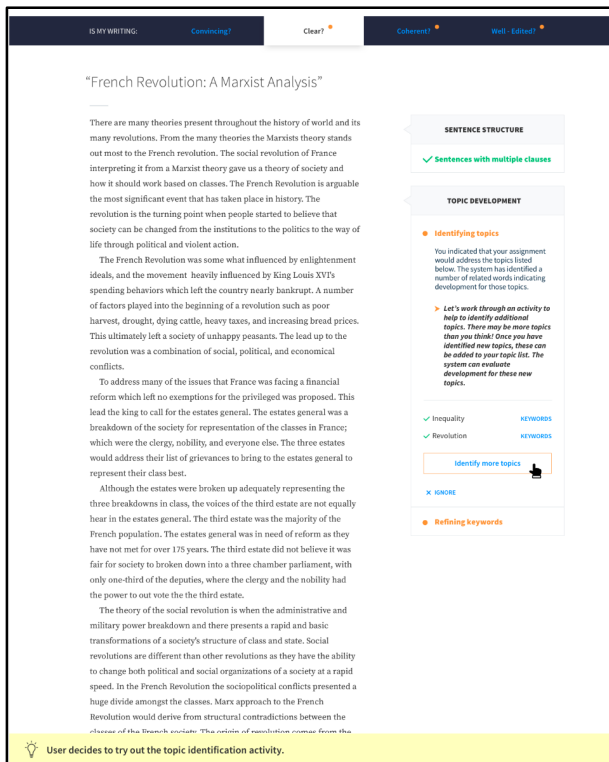 IS MY WRITING: Convincing? Clear? Coherent? Well - Edited?
“French Revolution: A Marxist Analysis”
There are many theories present throughout the history of world and its
many revolutions. From the many theories the Marxists theory stands
out most to the French revolution. The social revolution of France
interpreting it from a Marxist theory gave us a theory of society and
how it should work based on classes. The French Revolution is arguable
the most significant event that has taken place in history. The
revolution is the turning point when people started to believe that
society can be changed from the institutions to the politics to the way of
life through political and violent action.
The French Revolution was some what influenced by enlightenment
ideals, and the movement heavily influenced by King Louis XVI's
spending behaviors which left the country nearly bankrupt. A number
of factors played into the beginning of a revolution such as poor
harvest, drought, dying cattle, heavy taxes, and increasing bread prices.
This ultimately left a society of unhappy peasants. The lead up to the
revolution was a combination of social, political, and economical
conflicts.
To address many of the issues that France was facing a financial
reform which left no exemptions for the privileged was proposed. This
lead the king to call for the estates general. The estates general was a
breakdown of the society for representation of the classes in France;
which were the clergy, nobility, and everyone else. The three estates
would address their list of grievances to bring to the estates general to
represent their class best.
Although the estates were broken up adequately representing the
three breakdowns in class, the voices of the third estate are not equally
hear in the estates general. The third estate was the majority of the
French population. The estates general was in need of reform as they
have not met for over 175 years. The third estate did not believe it was
fair for society to broken down into a three chamber parliament, with
only one-third of the deputies, where the clergy and the nobility had
the power to out vote the the third estate.
The theory of the social revolution is when the administrative and
military power breakdown and there presents a rapid and basic
transformations of a society's structure of class and state. Social
revolutions are different than other revolutions as they have the ability
to change both political and social organizations of a society at a rapid
speed. In the French Revolution the sociopolitical conflicts presented a
huge divide amongst the classes. Marx approach to the French
Revolution would derive from structural contradictions between the
classes of the French society. The origin of revolution comes from the
SENTENCE STRUCTURE
Sentences with multiple clauses
TOPIC DEVELOPMENT
Identifying topics
You indicated that your assignment
would address the topics listed
below. The system has identified a
number of related words indicating
development for those topics.
Let's work through an activity to
help to identify additional
topics. There may be more topics
than you think! Once you have
identified new topics, these can
be added to your topic list. The
system can evaluate
development for these new
topics.
Inequality KEYWORDS
Revolution KEYWORDS
Identify more topics
IGNORE
Refining keywords
User decides to try out the topic identification activity.